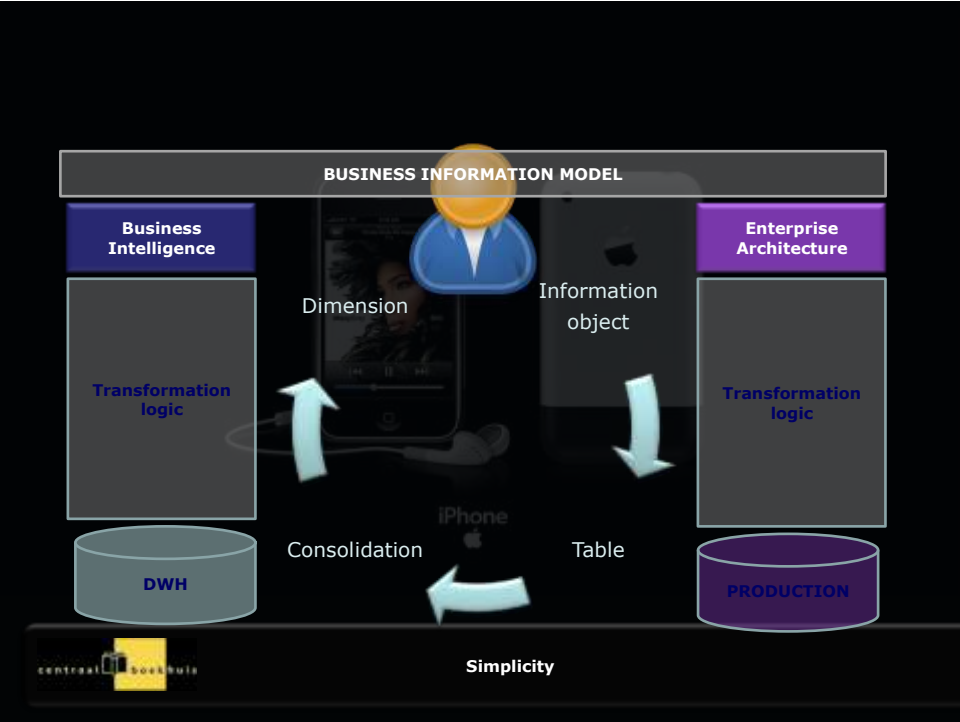 BUSINESS INFORMATION MODEL
Business
Intelligence
Enterprise
Architecture
Dimension
Information
object
Transformation
logic
Transformation
logic
iPhone
Consolidation
Table
DWH
PRODUCTION
centraal boekhuis
Simplicity